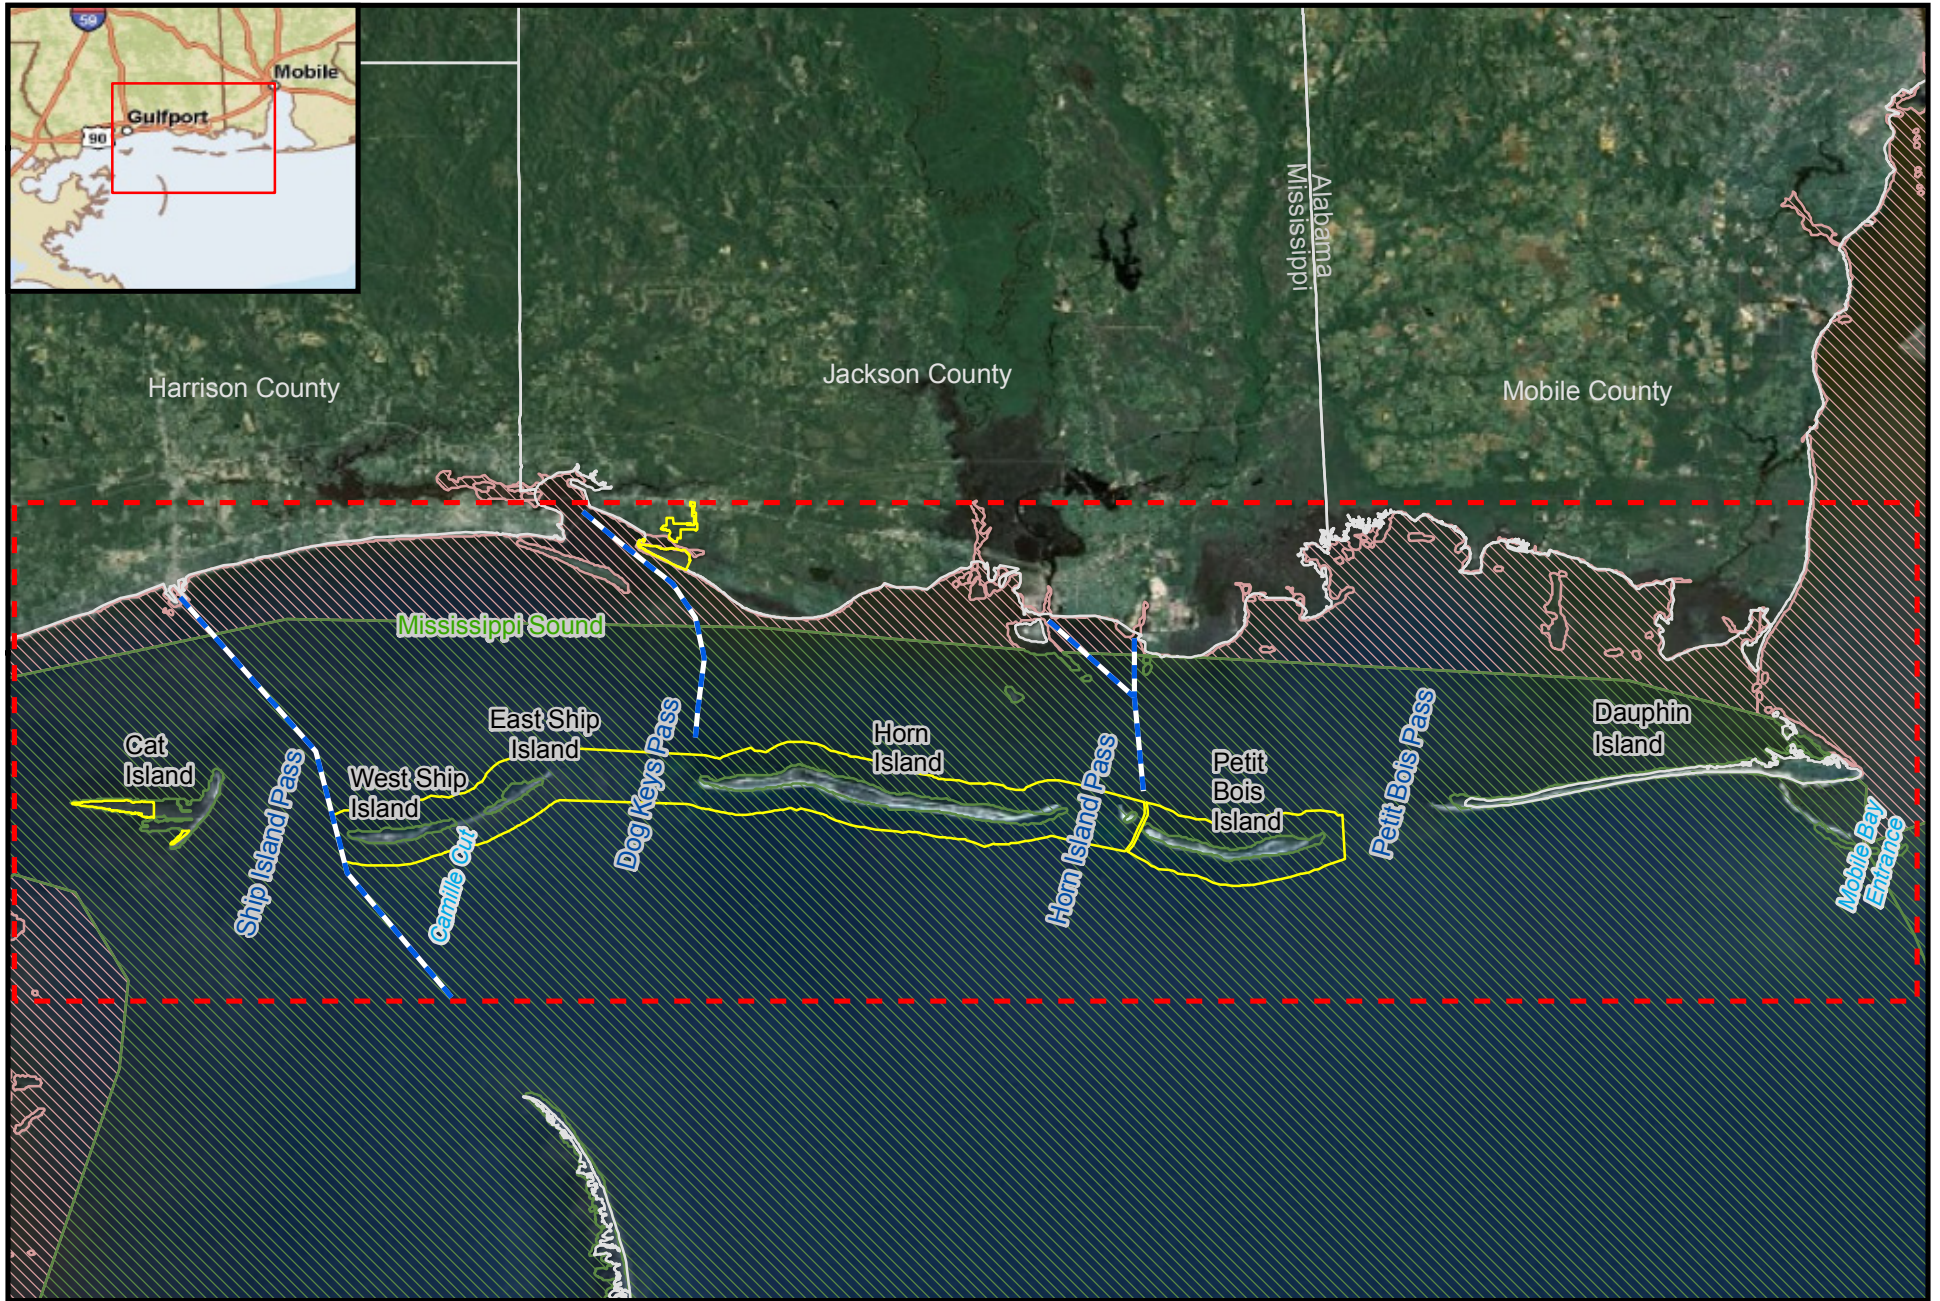 59
Mobile
Gulfport
90
Mississippi
Alabama
Harrison County
Jackson County
Mobile County
Mississippi Sound
Cat
Island
Ship Island Pass
West Ship
Island
East Ship
Island
Camille Cut
Dog Keys Pass
Horn
Island
Horn Island Pass
Petit
Bois
Island
Petit Bois Pass
Dauphin
Island
Mobile Bay
Entrance